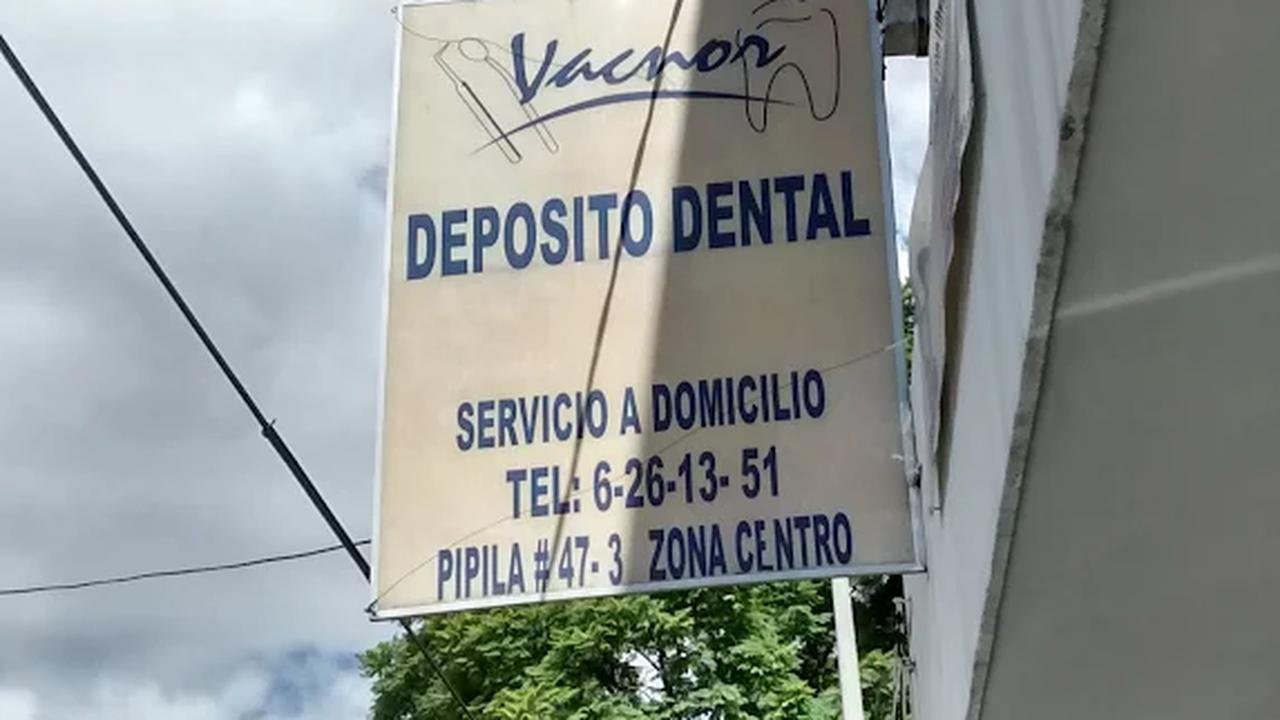 Vacnor
DEPOSITO DENTAL
SERVICIO A DOMICILIO
TEL: 6-26-13- 51
PIPILA # 47- 3 ZONA CENTRO